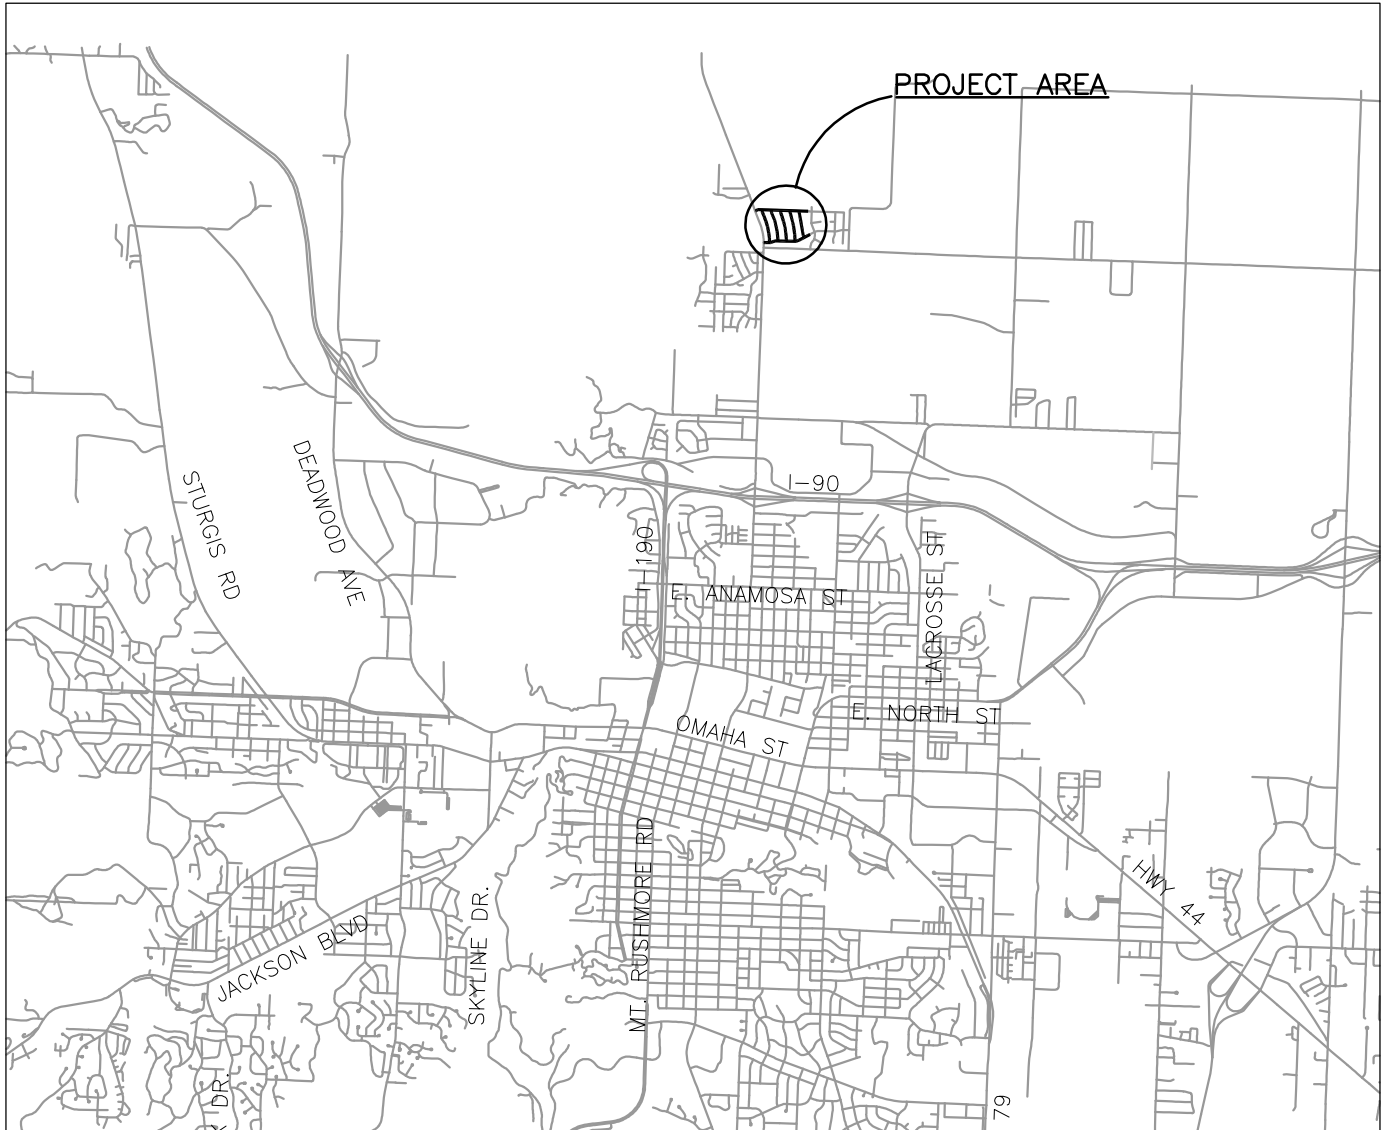 PROJECT AREA
I-90
DEADWOOD AVE
STURGIS RD
I-190
LACROSSE ST
E. ANAMOSA ST
E. NORTH ST
OMAHA ST
MT. RUSHMORE RD
HWY 44
SKYLINE DR.
JACKSON BLVD
DR.
79